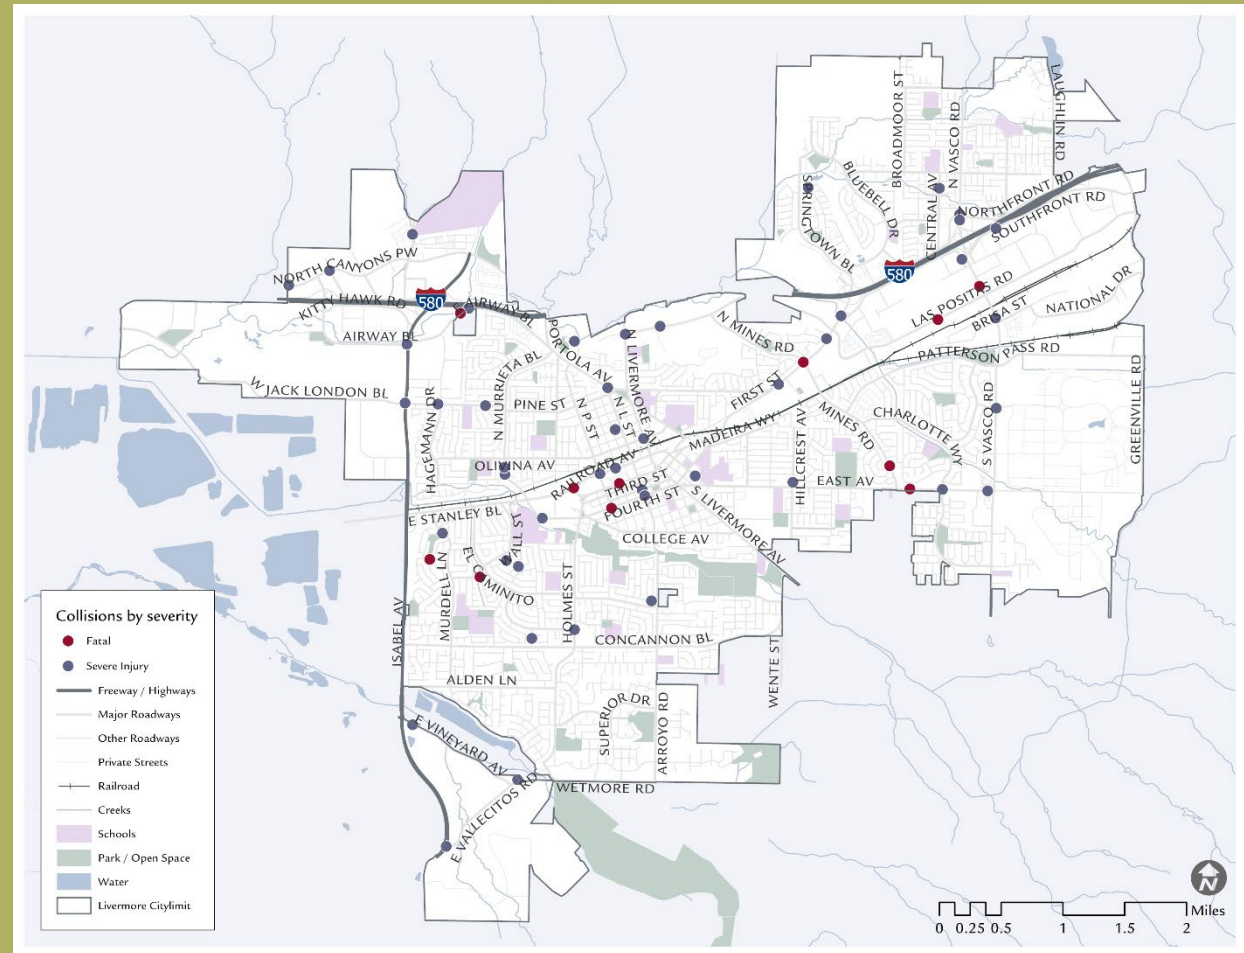 LAUGHLIN RD
BROADMOOR ST
N VASCO RD
BLUEBELL DR
SPRINGTOWN BL
CENTRAL AV
NORTHFRONT RD
SOUTHFRONT RD
NORTH CANYONS PW
580
580
KITTY HAWK RD
E AIRWAY BL
LAS POSITAS RD
BRISA ST
NATIONAL DR
AIRWAY BL
PORTOLA AV
N LIVERMORE AV
N MINES RD
PATTERSON PASS RD
W JACK LONDON BL
HAGEMANN DR
N MURRIETA BL
PINE ST
N P ST
N L ST
FIRST ST
MADEIRA WY
HILLCREST AV
MINES RD
CHARLOTTE WY
S VASCO RD
GREENVILLE RD
OLIVINA AV
RAILROAD AV
THIRD ST
FOURTH ST
S LIVERMORE AV
EAST AV
E STANLEY BL
WALL ST
COLLEGE AV
MURDELL LN
EL CAMINITO
HOLMES ST
ISABEL AV
CONCANNON BL
WENTE ST
ALDEN LN
SUPERIOR DR
ARROYO RD
E VINEYARD AV
WETMORE RD
E VALLECITOS RD
Collisions by severity
Fatal
Severe Injury
Freeway / Highways
Major Roadways
Other Roadways
Private Streets
Railroad
Creeks
Schools
Park / Open Space
Water
Livermore Citylimit
N
Miles
0 0.25 0.5 1 1.5 2